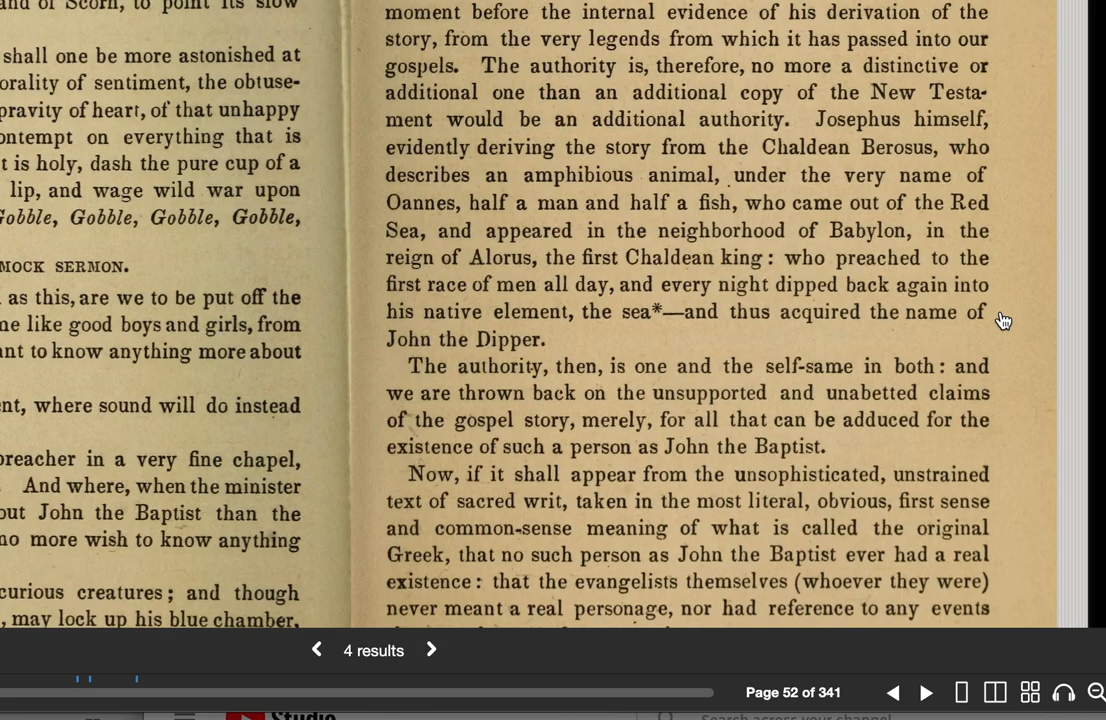 and of Scorn, to point its slow
shall one be more astonished at
orality of sentiment, the obtuse-
pravity of heart, of that unhappy
ontempt on everything that is
t is holy, dash the pure cup of a
lip, and wage wild war upon
Gobble, Gobble, Gobble, Gobble,
MOCK SERMON.
as this, are we to be put off the
ne like good boys and girls, from
ant to know anything more about
ent, where sound will do instead
preacher in a very fine chapel,
And where, when the minister
out John the Baptist than the
no more wish to know anything
curious creatures; and though
, may lock up his blue chamber,
moment before the internal evidence of his derivation of the
story, from the very legends from which it has passed into our
gospels. The authority is, therefore, no more a distinctive or
additional one than an additional copy of the New Testa-
ment would be an additional authority. Josephus himself,
evidently deriving the story from the Chaldean Berosus, who
describes an amphibious animal, under the very name of
Oannes, half a man and half a fish, who came out of the Red
Sea, and appeared in the neighborhood of Babylon, in the
reign of Alorus, the first Chaldean king: who preached to the
first race of men all day, and every night dipped back again into
his native element, the sea*—and thus acquired the name of
John the Dipper.
The authority, then, is one and the self-same in both: and
we are thrown back on the unsupported and unabetted claims
of the gospel story, merely, for all that can be adduced for the
existence of such a person as John the Baptist.
Now, if it shall appear from the unsophisticated, unstrained
text of sacred writ, taken in the most literal, obvious, first sense
and common-sense meaning of what is called the original
Greek, that no such person as John the Baptist ever had a real
existence: that the evangelists themselves (whoever they were)
never meant a real personage, nor had reference to any events
4 results
Page 52 of 341
Studio
Search across your channel